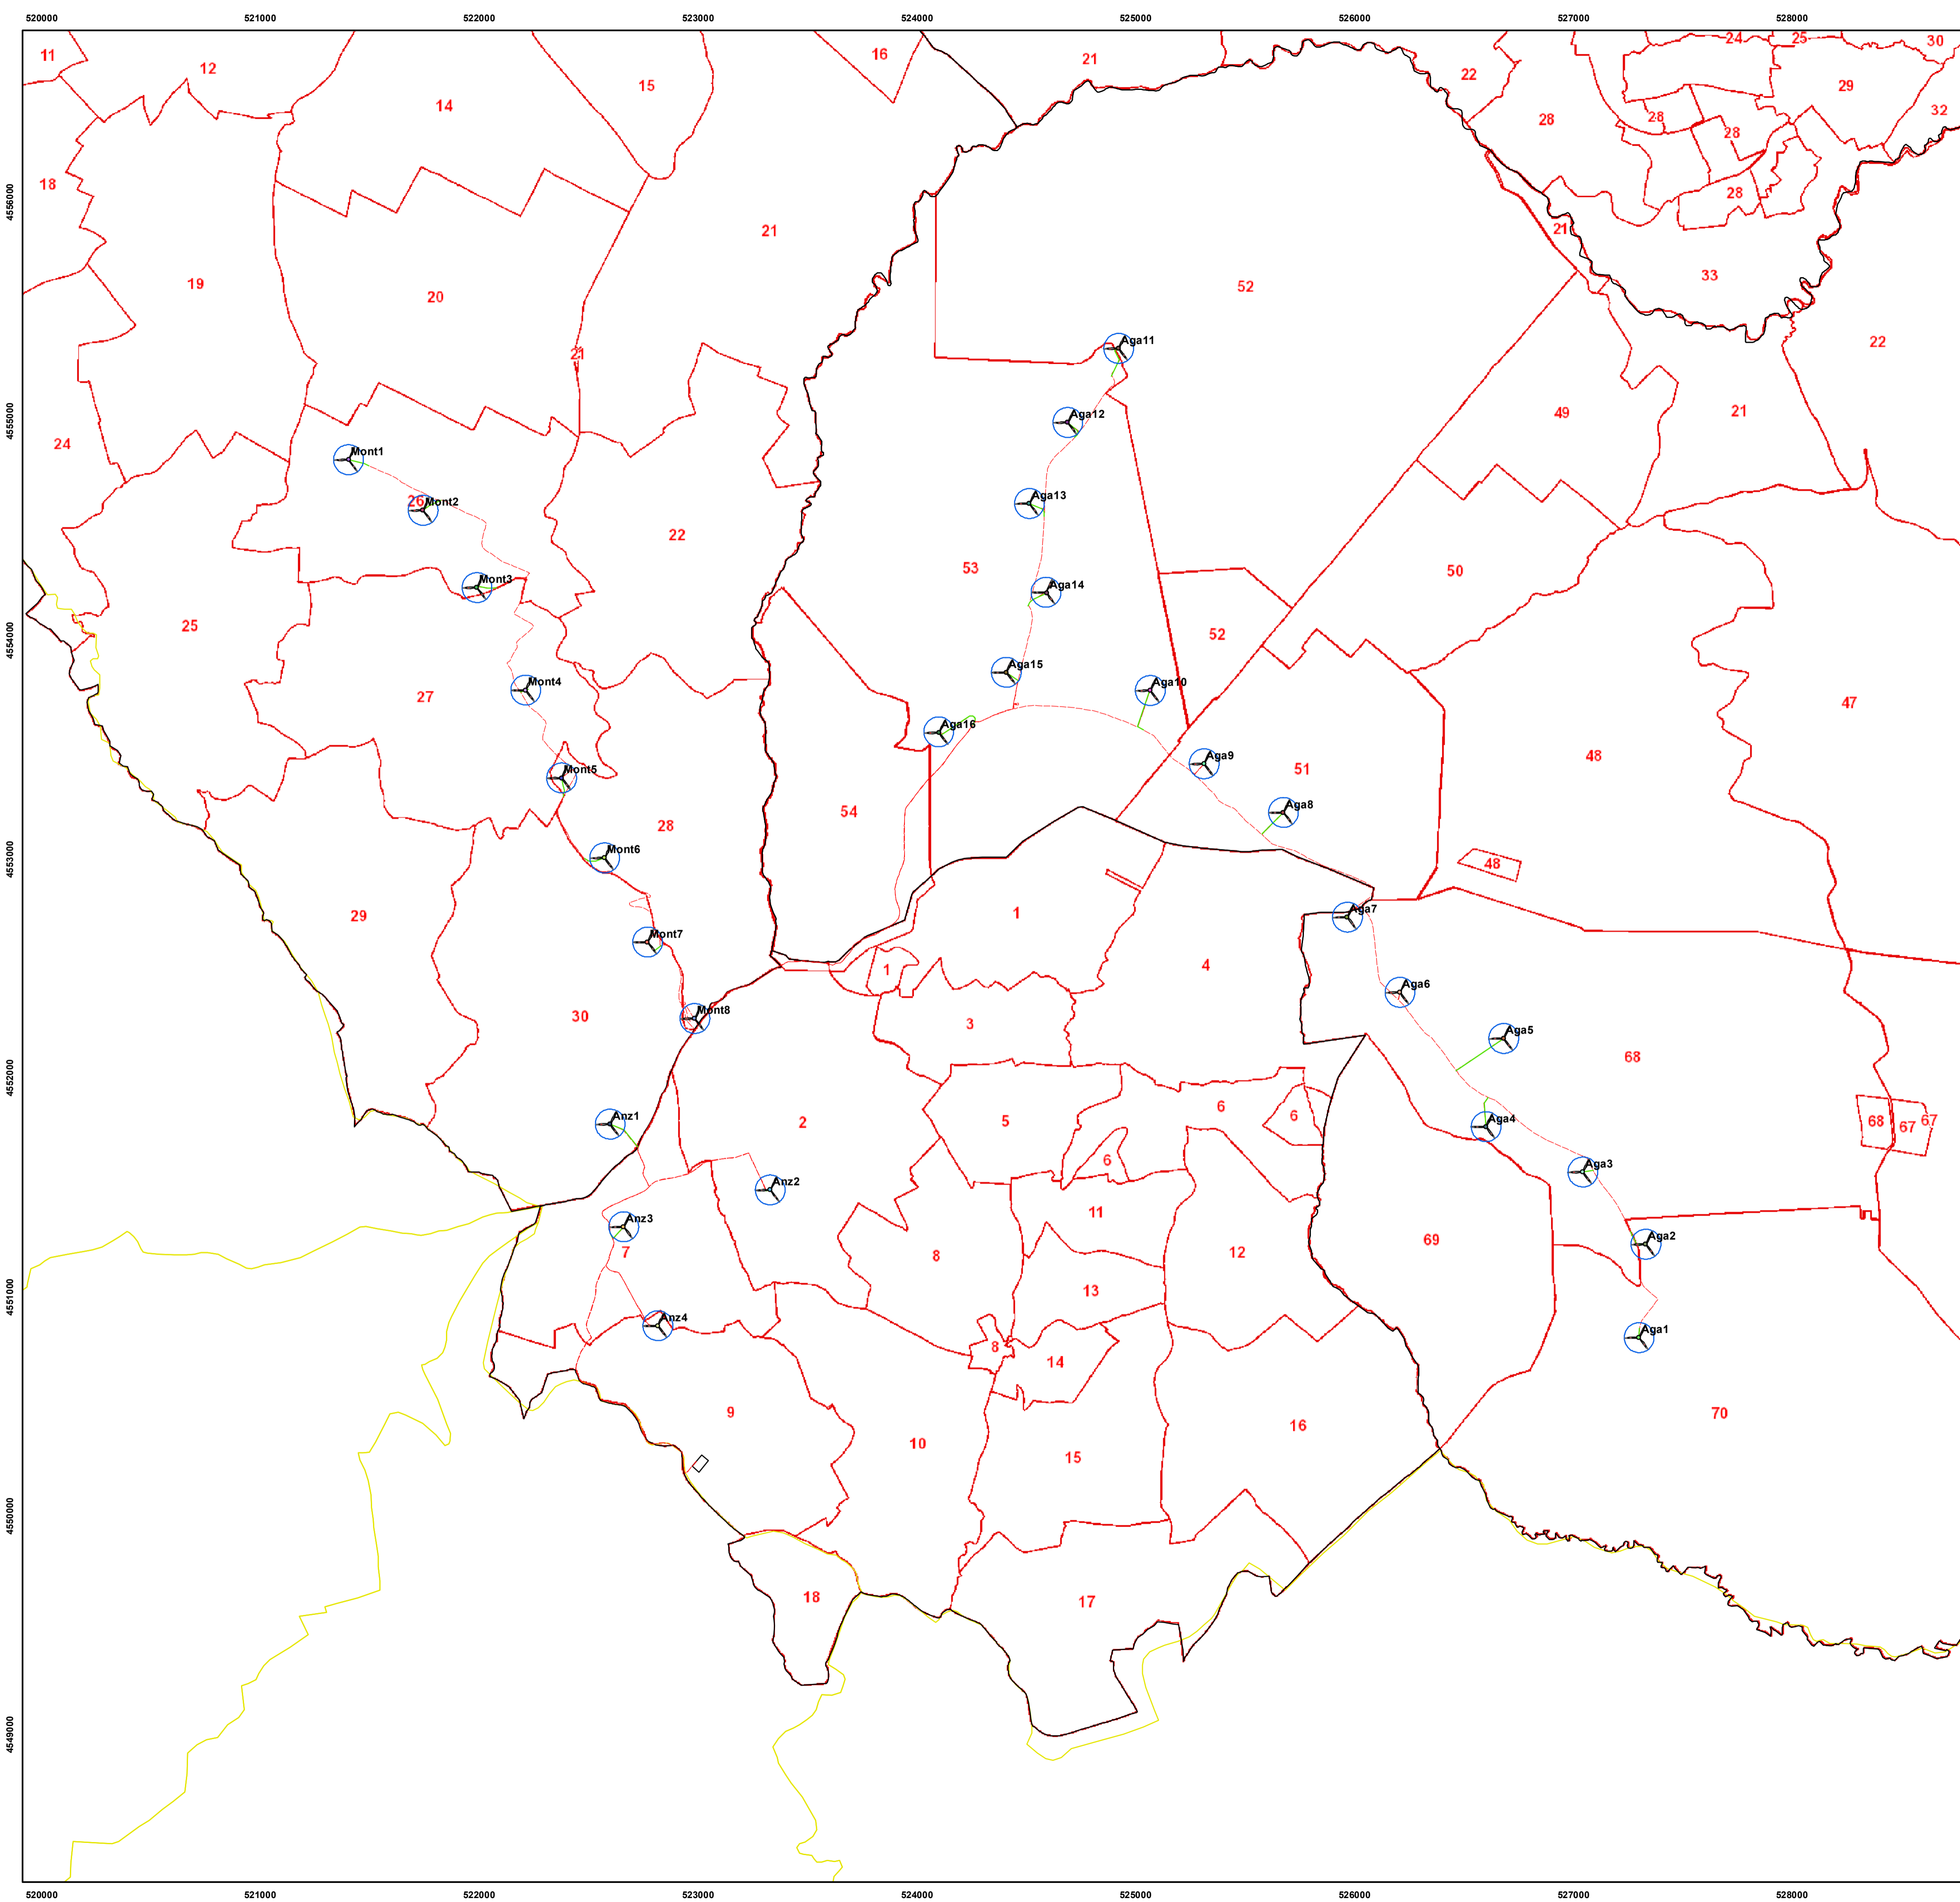 520000 521000 522000 523000 524000 525000 526000 527000 528000
11 12 14 15 16 21 22 24 25 30
28 29 32
28 28
18 19 20 21 28
21 33
4556000
52
21 22
Aga11
4555000
24 49 21
Aga12
Mont1
26 Mont2
Aga13
22
53 50
Mont3
Aga14
4554000
25 52
Aga15
27 Mont4 Aga10 47
Aga16
48
Mont5 Aga9 51
54 Aga8
28
4553000
Mont6 48
29 1
Aga7
Mont7
1 4
Aga6
30 Mont8 3
Aga5
68
4552000
Anz1 2 5 6 6 Aga4 68 67 67
6
Aga3
Anz2
11
Anz3
7 8 12 69 Aga2
4551000
13
Anz4
8 14 Aga1
9 16 70
10 15
4550000
18 17
4549000
520000 521000 522000 523000 524000 525000 526000 527000 528000